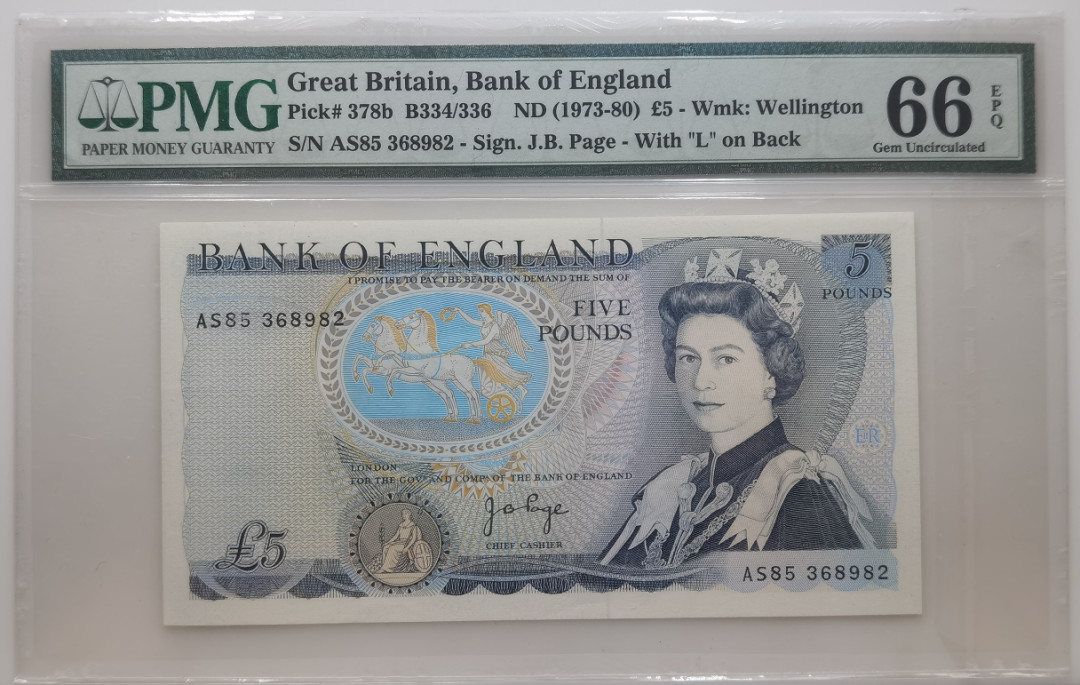 PMG
PAPER MONEY GUARANTY
Great Britain, Bank of England
Pick# 378b B334/336 ND (1973-80) £5 - Wmk: Wellington
S/N AS85 368982 - Sign. J.B. Page - With "L" on Back
66
EPQ
Gem Uncirculated
BANK OF ENGLAND
I PROMISE TO PAY THE BEARER ON DEMAND THE SUM OF
FIVE
POUNDS
5
POUNDS
AS85 368982
ER
LONDON
FOR THE GOVR AND COMPA OF THE BANK OF ENGLAND
J B Page
CHIEF CASHIER
£5
AS85 368982